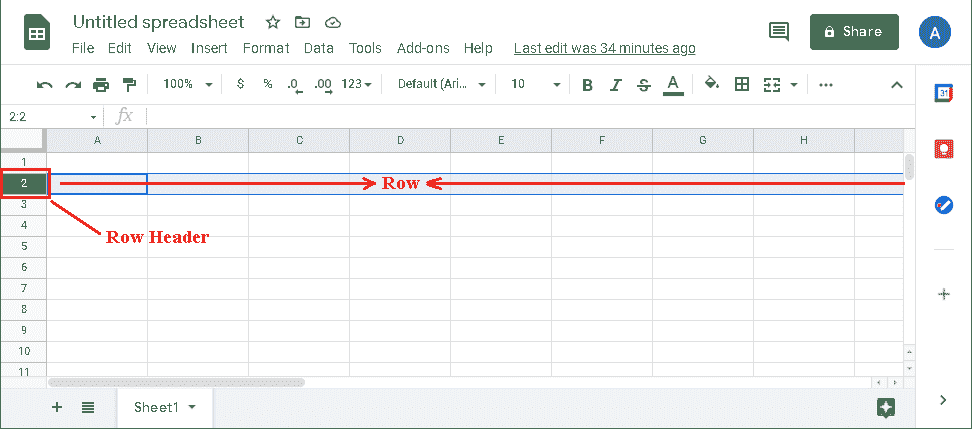 Untitled spreadsheet
File Edit View Insert Format Data Tools Add-ons Help Last edit was 34 minutes ago
Share
A
100% $ % .0 .00 123 Default (Ari... 10 B I S A
31
2:2 fx
A B C D E F G H
1
2 Row
3
Row Header
4
5
6
7
8
9
10
11
Sheet1